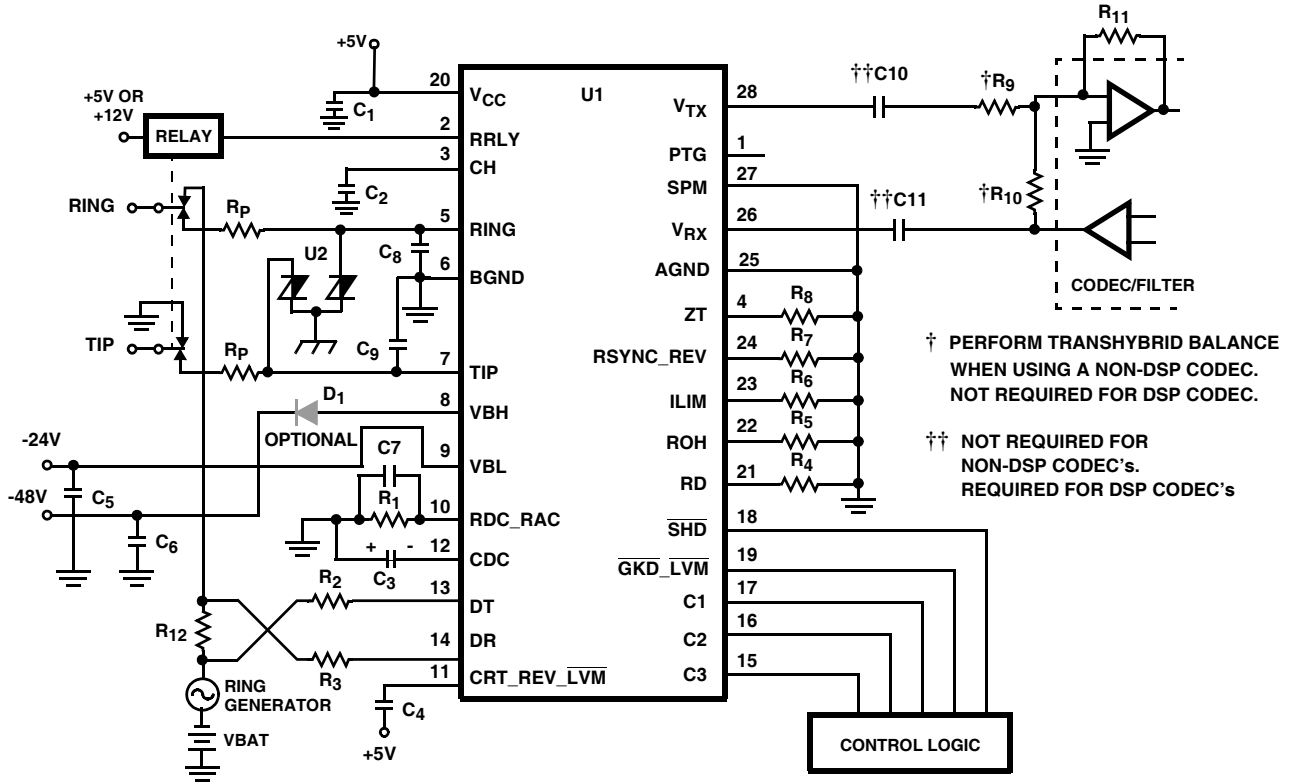 +5V
20
VCC
U1
C1
+5V OR
+12V
RELAY
2
RRLY
3
CH
C2
RING
RP
5
RING
U2
C8
6
BGND
TIP
RP
C9
7
TIP
D1
8
VBH
OPTIONAL
-24V
C7
9
VBL
-48V
C5
R1
10
RDC_RAC
C6
+ -
12
CDC
C3
R2
13
DT
R12
14
DR
R3
11
CRT_REV_LVM
RING
GENERATOR
C4
VBAT
+5V
VTX
28
††C10
†R9
R11
PTG
1
SPM
27
††C11
†R10
VRX
26
AGND
25
CODEC/FILTER
ZT
4
R8
RSYNC_REV
24
R7
ILIM
23
R6
ROH
22
R5
RD
21
R4
SHD
18
GKD_LVM
19
C1
17
C2
16
C3
15
CONTROL LOGIC
† PERFORM TRANSHYBRID BALANCE
WHEN USING A NON-DSP CODEC.
NOT REQUIRED FOR DSP CODEC.
†† NOT REQUIRED FOR
NON-DSP CODEC's.
REQUIRED FOR DSP CODEC's